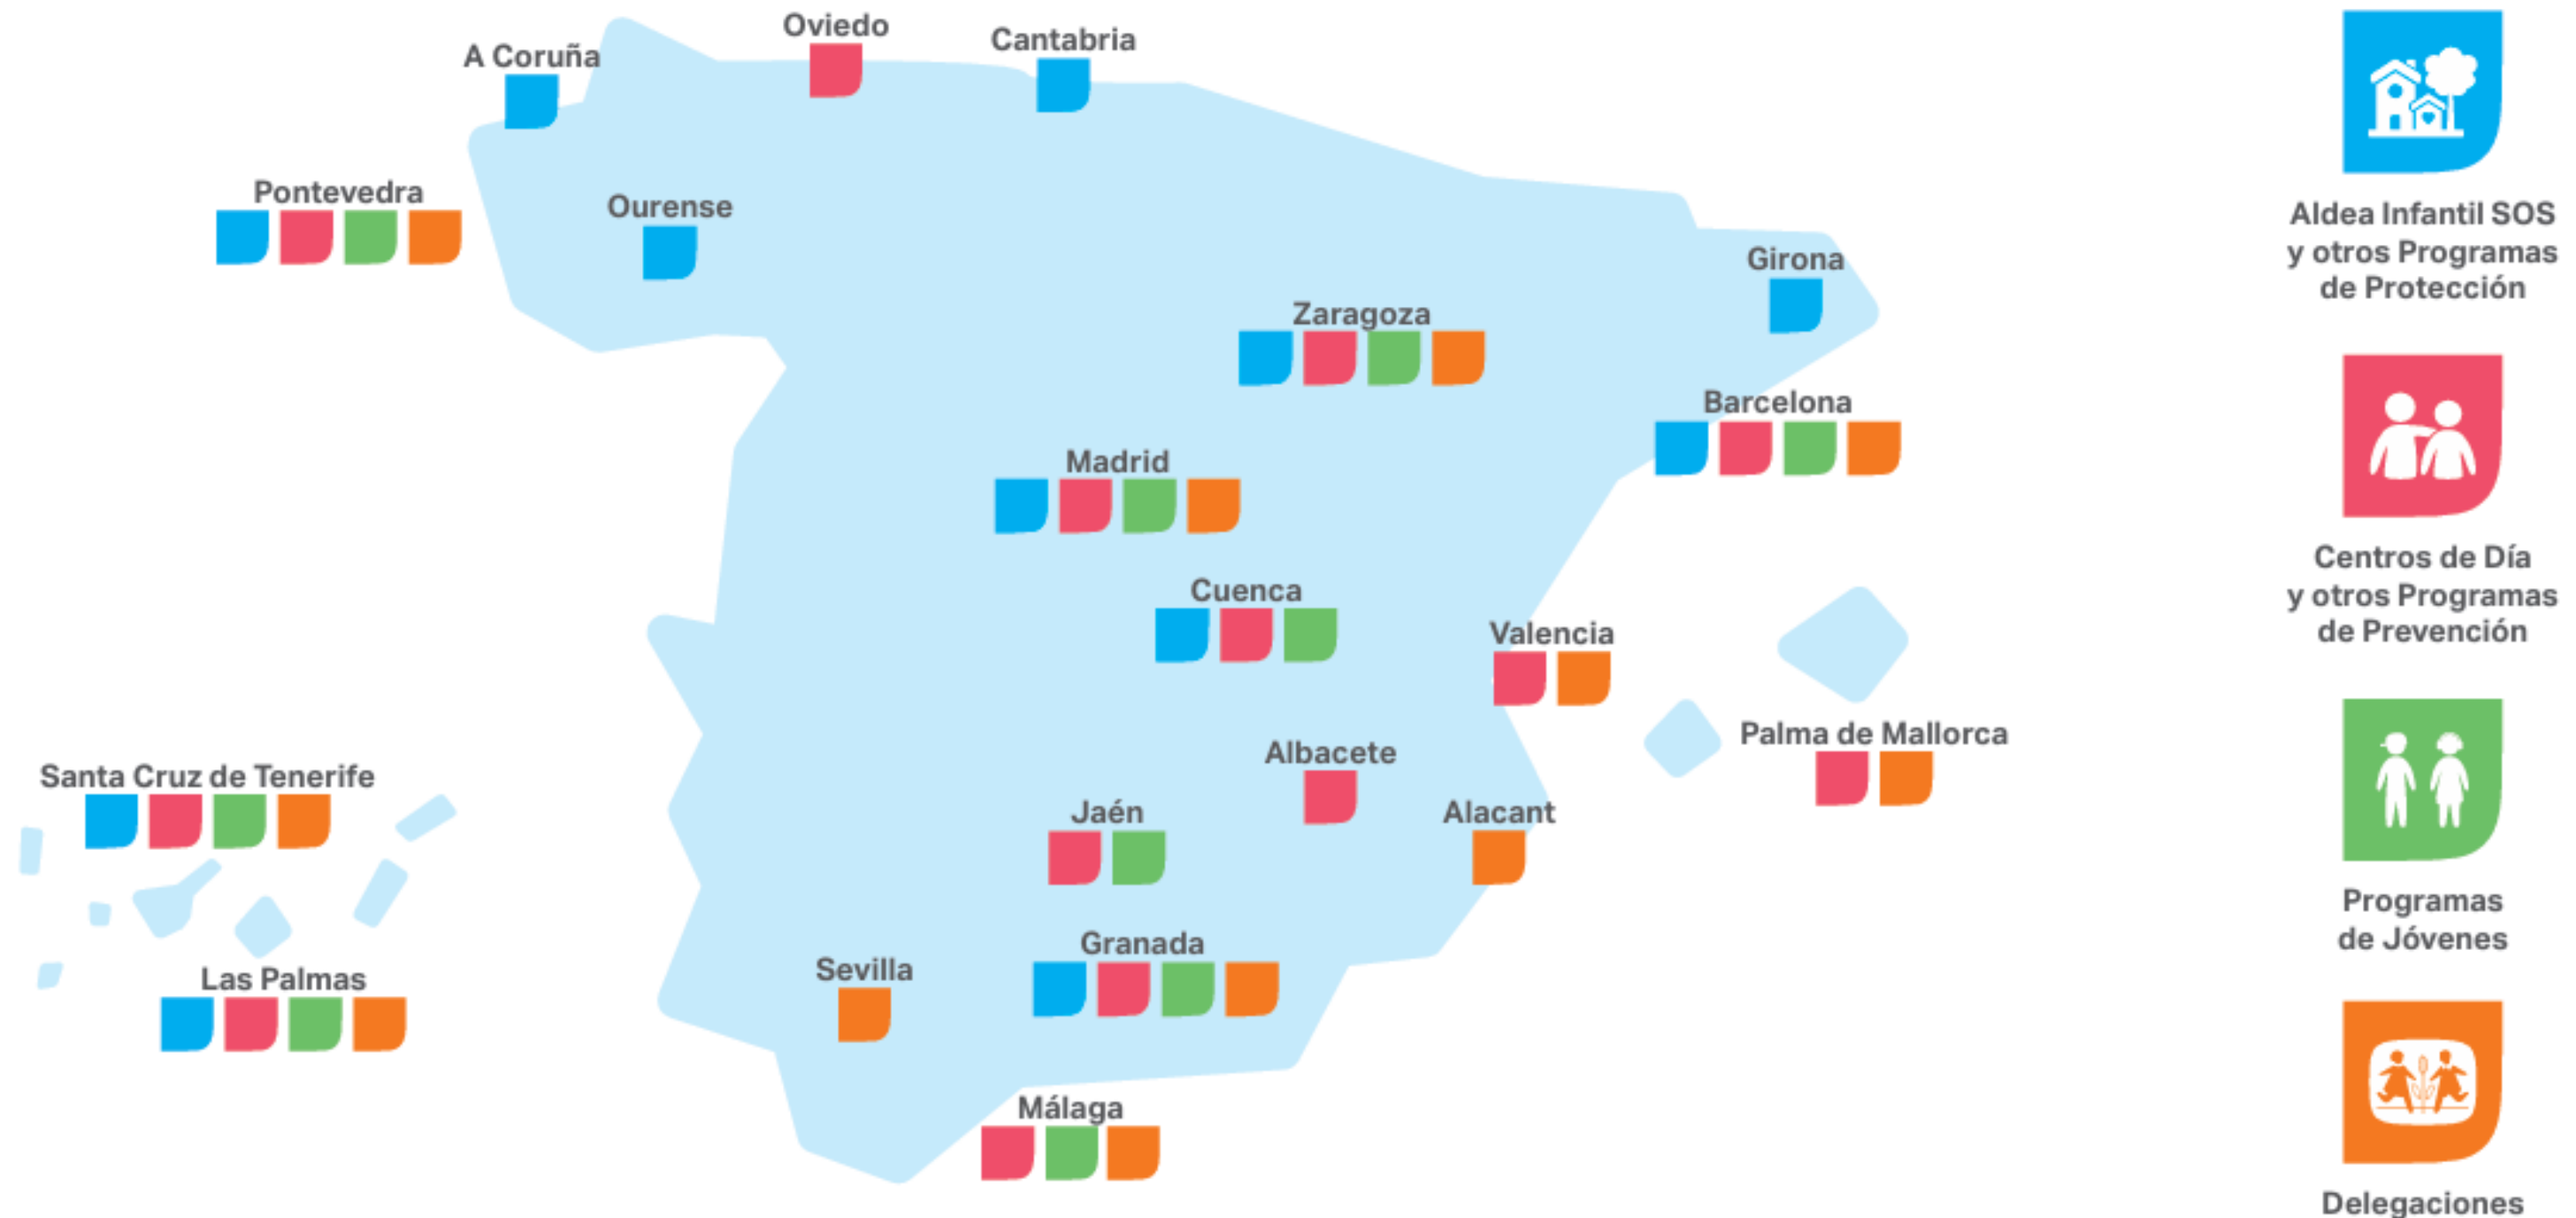 Oviedo
Cantabria
A Coruña
Pontevedra
Ourense
Girona
Zaragoza
Barcelona
Madrid
Cuenca
Valencia
Palma de Mallorca
Albacete
Santa Cruz de Tenerife
Jaén
Alacant
Granada
Sevilla
Las Palmas
Málaga
Aldea Infantil SOS
y otros Programas
de Protección
Centros de Día
y otros Programas
de Prevención
Programas
de Jóvenes
Delegaciones